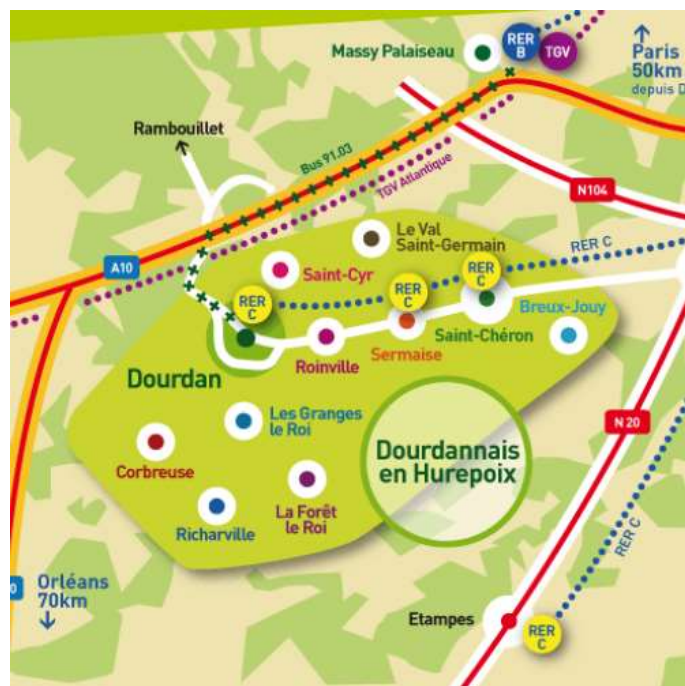 Massy Palaiseau
RER
B
TGV
Paris
50km
depuis D
Rambouillet
Bus 91.03
TGV Atlantique
N104
Le Val
Saint-Germain
RER C
A10
Saint-Cyr
RER
C
RER
C
RER
C
Breux-Jouy
Saint-Chéron
Sermaise
Roinville
Dourdan
Les Granges
le Roi
N 20
Dourdannais
en Hurepoix
Corbreuse
La Forêt
le Roi
Richarville
RER C
0
Orléans
70km
Etampes
RER
C